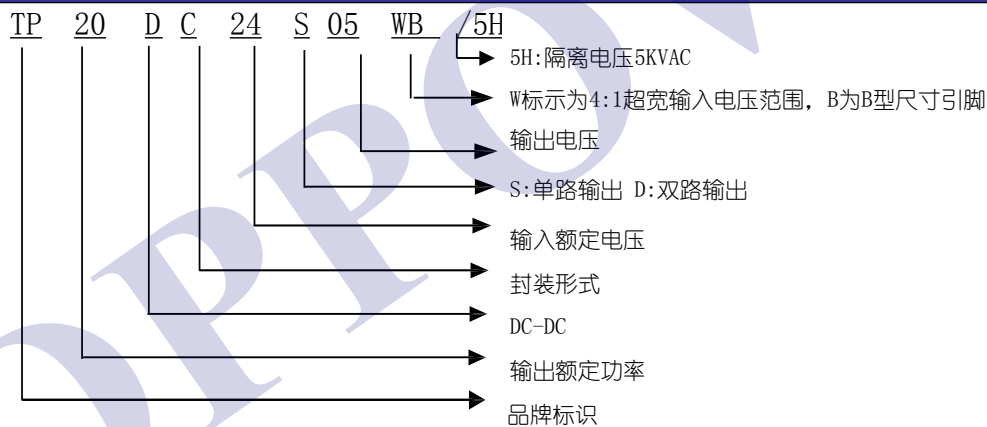 TP 20 D C 24 S 05 WB /5H
5H:隔离电压5KVAC
W标示为4:1超宽输入电压范围，B为B型尺寸引脚
输出电压
S:单路输出 D:双路输出
输入额定电压
封装形式
DC-DC
输出额定功率
品牌标识